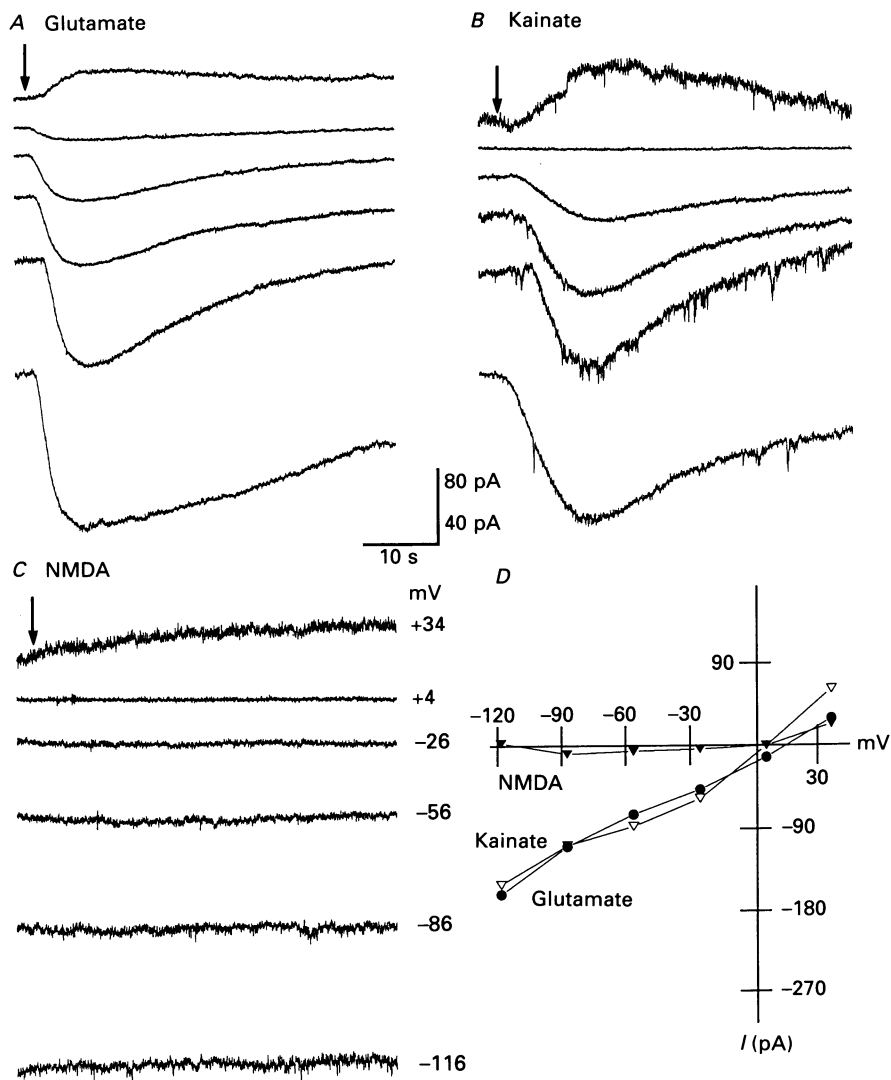 A Glutamate
B Kainate
80 pA
40 pA
10 s
C NMDA
mV
+34
+4
−26
−56
−86
−116
D
90
−120 −90 −60 −30
mV
30
NMDA
−90
Kainate
Glutamate
−180
−270
I (pA)